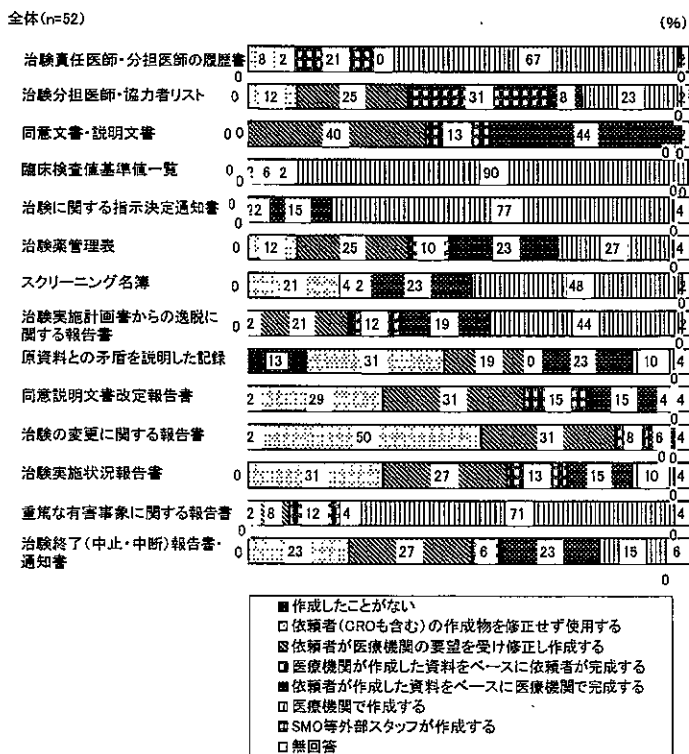 全体(n=52)
(%)
治験責任医師・分担医師の履歴書 0 8 2 21 0 67 0 2
治験分担医師・協力者リスト 0 12 25 31 8 23 0 2
同意文書・説明文書 0 0 40 13 44 0 0 2
臨床検査値基準値一覧 0 0 2 6 2 90 0 0
治験に関する指示決定通知書 0 0 2 2 15 77 0 4
治験薬管理表 0 12 25 10 23 27 0 4
スクリーニング名簿 0 21 4 2 23 48 0 2
治験実施計画書からの逸脱に
関する報告書 2 21 12 19 44 0 2
原資料との矛盾を説明した記録 13 31 19 0 23 10 0 4
同意説明文書改定報告書 2 29 31 15 15 4 4
治験の変更に関する報告書 2 50 31 8 6 0 0 4
治験実施状況報告書 0 31 27 13 15 10 4
重篤な有害事象に関する報告書 2 8 12 4 71 0 4
治験終了(中止・中断)報告書・
通知書 0 23 27 6 23 15 0 6
■作成したことがない
依頼者(CROも含む)の作成物を修正せず使用する
依頼者が医療機関の要望を受け修正し作成する
医療機関が作成した資料をベースに依頼者が完成する
依頼者が作成した資料をベースに医療機関で完成する
医療機関で作成する
SMO等外部スタッフが作成する
□無回答